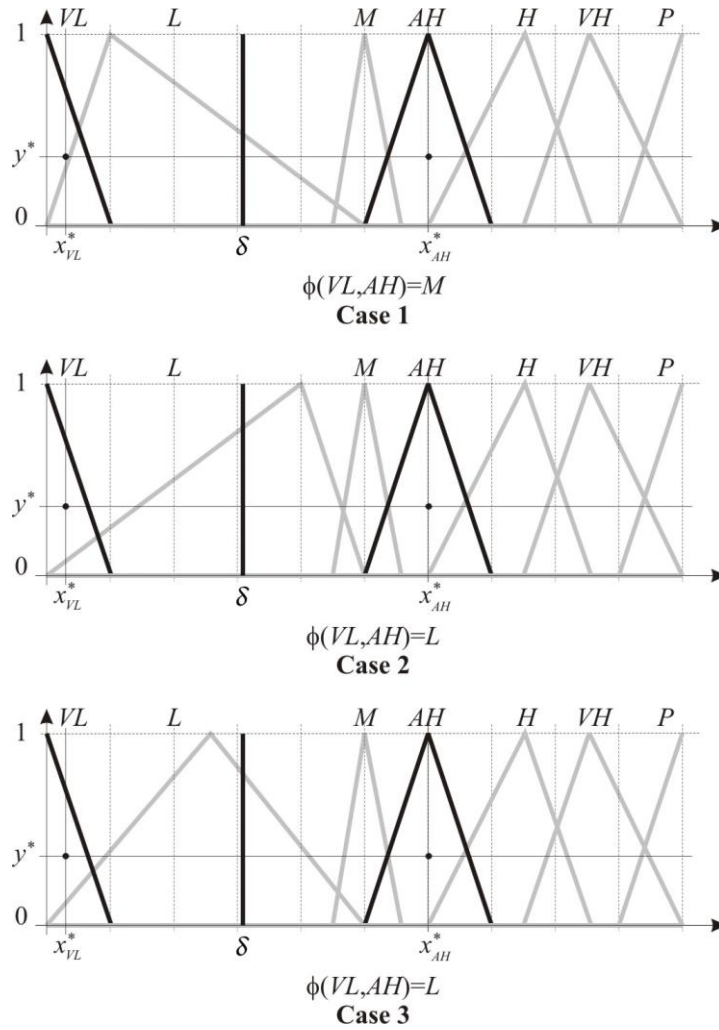 VL L M AH H VH P
1
y*
0
x*VL δ x*AH
ϕ(VL,AH)=M
Case 1
VL L M AH H VH P
1
y*
0
x*VL δ x*AH
ϕ(VL,AH)=L
Case 2
VL L M AH H VH P
1
y*
0
x*VL δ x*AH
ϕ(VL,AH)=L
Case 3